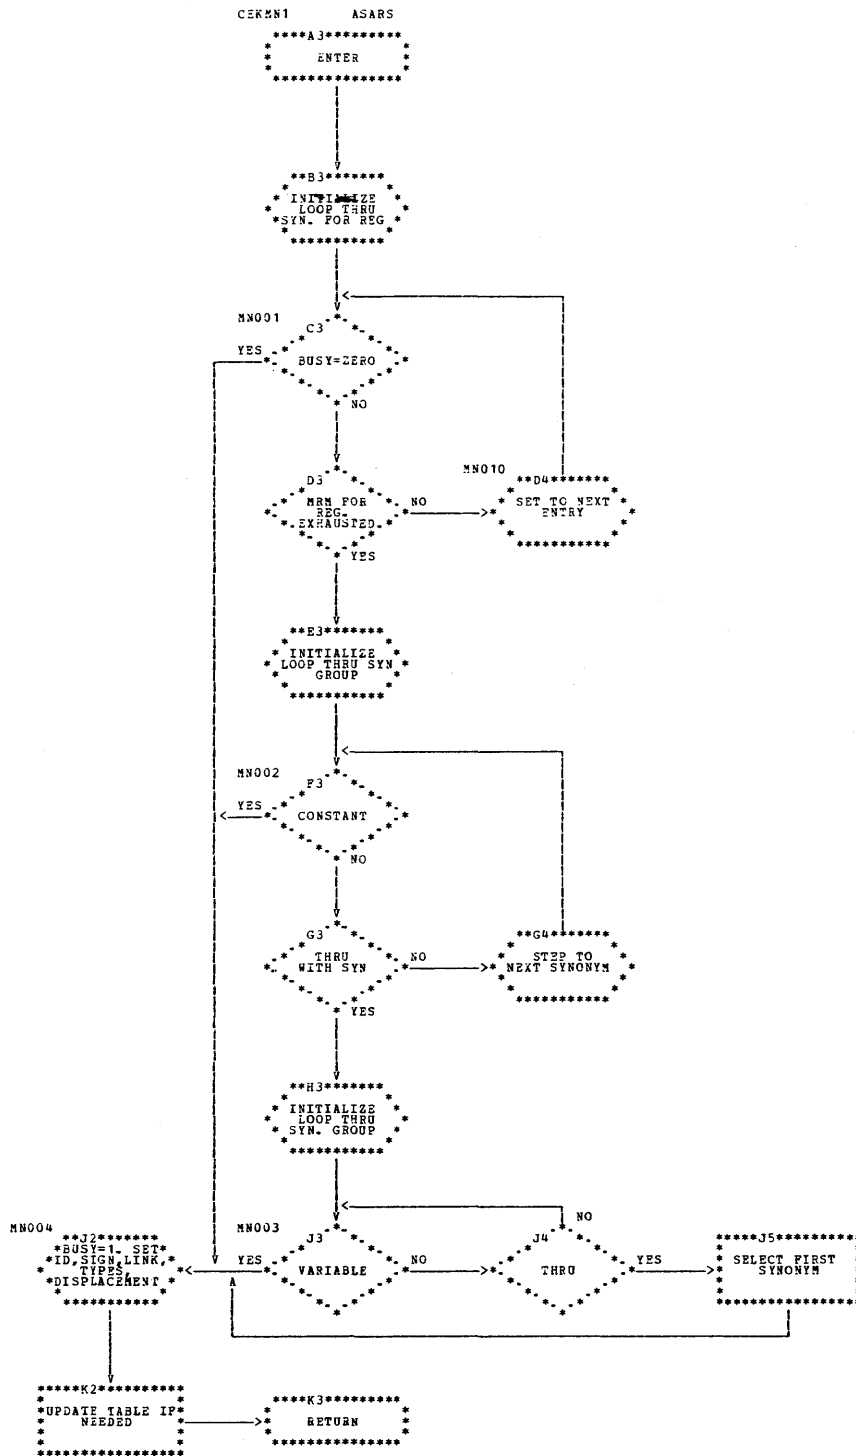 CEKMN1 ASARS
A3
ENTER
B3
INITIALIZE
LOOP THRU
SYN. FOR REG
MN001
C3
YES
BUSY=ZERO
NO
MN010
D3
MRM FOR
REG.
EXHAUSTED
NO
YES
D4
SET TO NEXT
ENTRY
E3
INITIALIZE
LOOP THRU SYN
GROUP
MN002
F3
YES
CONSTANT
NO
G3
THRU
WITH SYN
NO
YES
G4
STEP TO
NEXT SYNONYM
H3
INITIALIZE
LOOP THRU
SYN. GROUP
MN004
J2
BUSY=1. SET
ID,SIGN,LINK,
TYPES,
DISPLACEMENT
MN003
J3
YES
VARIABLE
NO
J4
NO
THRU
YES
J5
SELECT FIRST
SYNONYM
A
K2
UPDATE TABLE IF
NEEDED
K3
RETURN